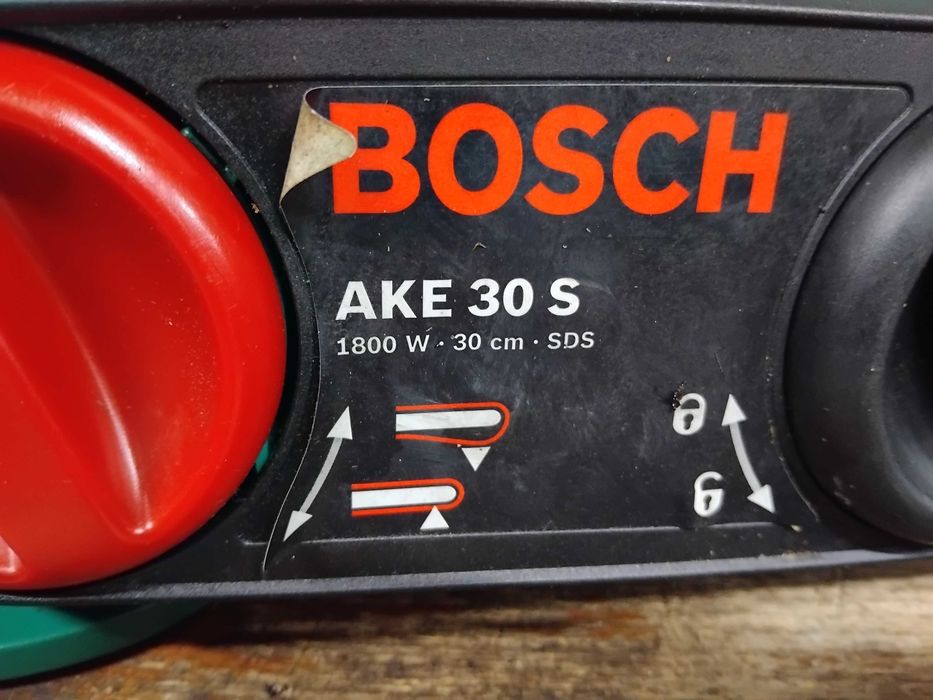 BOSCH
AKE 30 S
1800 W · 30 cm · SDS